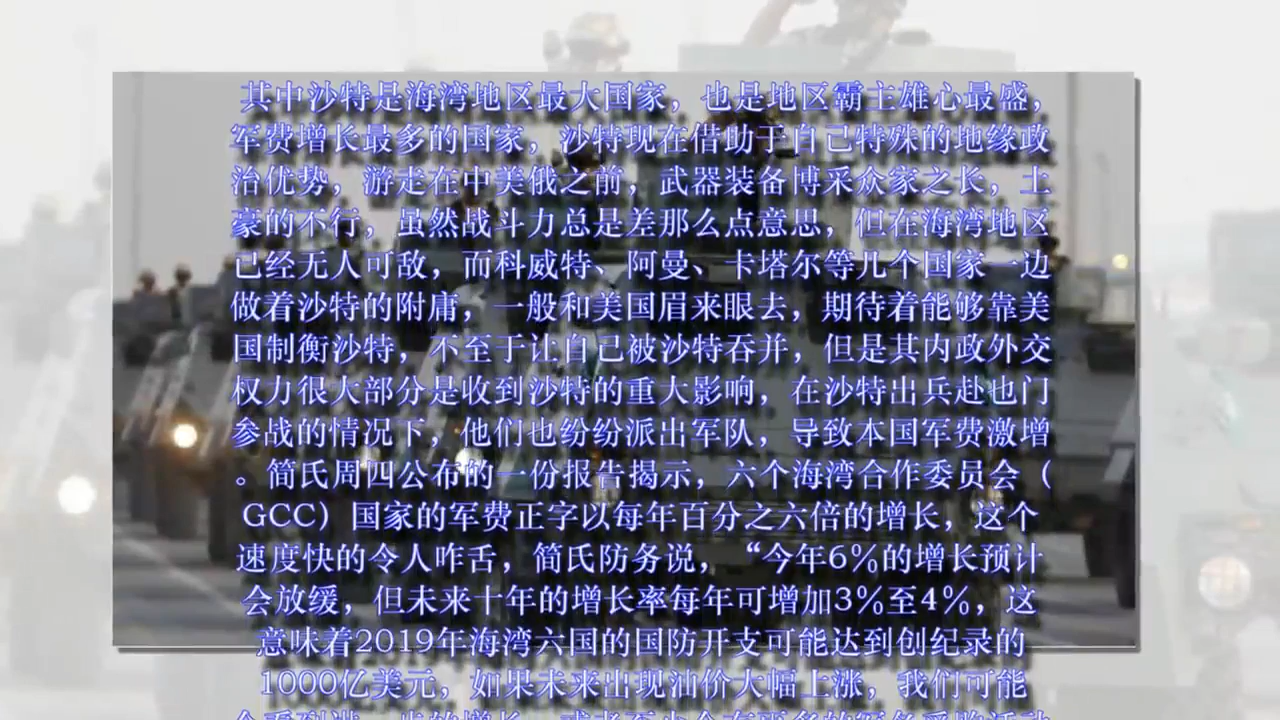 其中沙特是海湾地区最大国家，也是地区霸主雄心最盛，
军费增长最多的国家，沙特现在借助于自己特殊的地缘政
治优势，游走在中美俄之前，武器装备博采众家之长，土
豪的不行，虽然战斗力总是差那么点意思，但在海湾地区
已经无人可敌，而科威特、阿曼、卡塔尔等几个国家一边
做着沙特的附庸，一般和美国眉来眼去，期待着能够靠美
国制衡沙特，不至于让自己被沙特吞并，但是其内政外交
权力很大部分是收到沙特的重大影响，在沙特出兵赴也门
参战的情况下，他们也纷纷派出军队，导致本国军费激增
。简氏周四公布的一份报告揭示，六个海湾合作委员会（
GCC）国家的军费正字以每年百分之六倍的增长，这个
速度快的令人咋舌，简氏防务说，“今年6%的增长预计
会放缓，但未来十年的增长率每年可增加3%至4%，这
意味着2019年海湾六国的国防开支可能达到创纪录的
1000亿美元，如果未来出现油价大幅上涨，我们可能